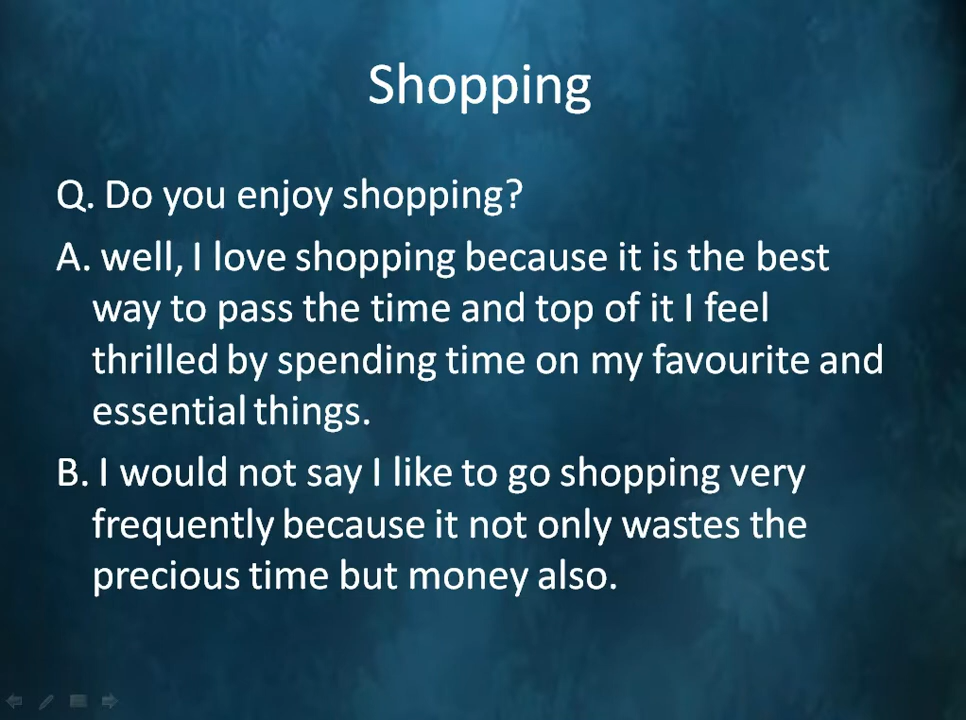 Shopping
Q. Do you enjoy shopping?
A. well, I love shopping because it is the best
way to pass the time and top of it I feel
thrilled by spending time on my favourite and
essential things.
B. I would not say I like to go shopping very
frequently because it not only wastes the
precious time but money also.